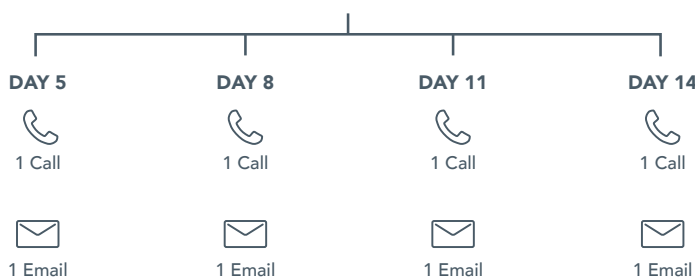 DAY 5 DAY 8 DAY 11 DAY 14
1 Call 1 Call 1 Call 1 Call
1 Email 1 Email 1 Email 1 Email